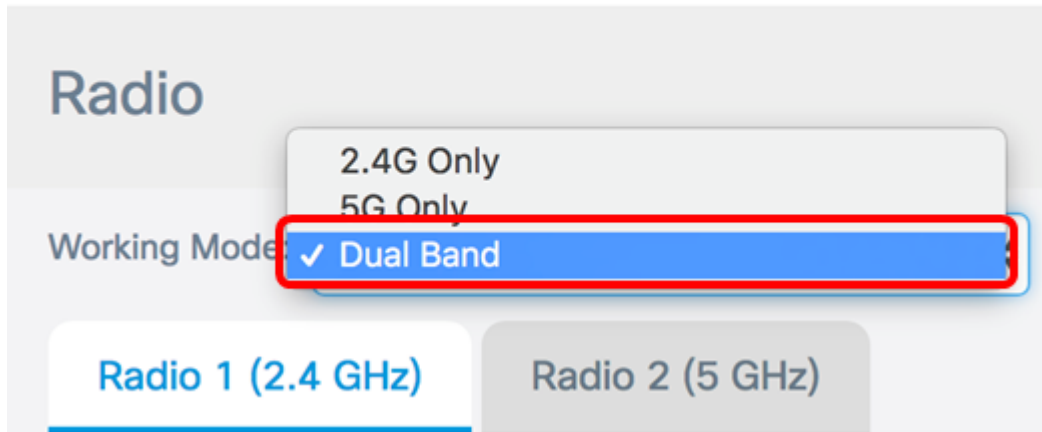 Radio
2.4G Only
5G Only
Working Mode:
✓ Dual Band
Radio 1 (2.4 GHz)
Radio 2 (5 GHz)